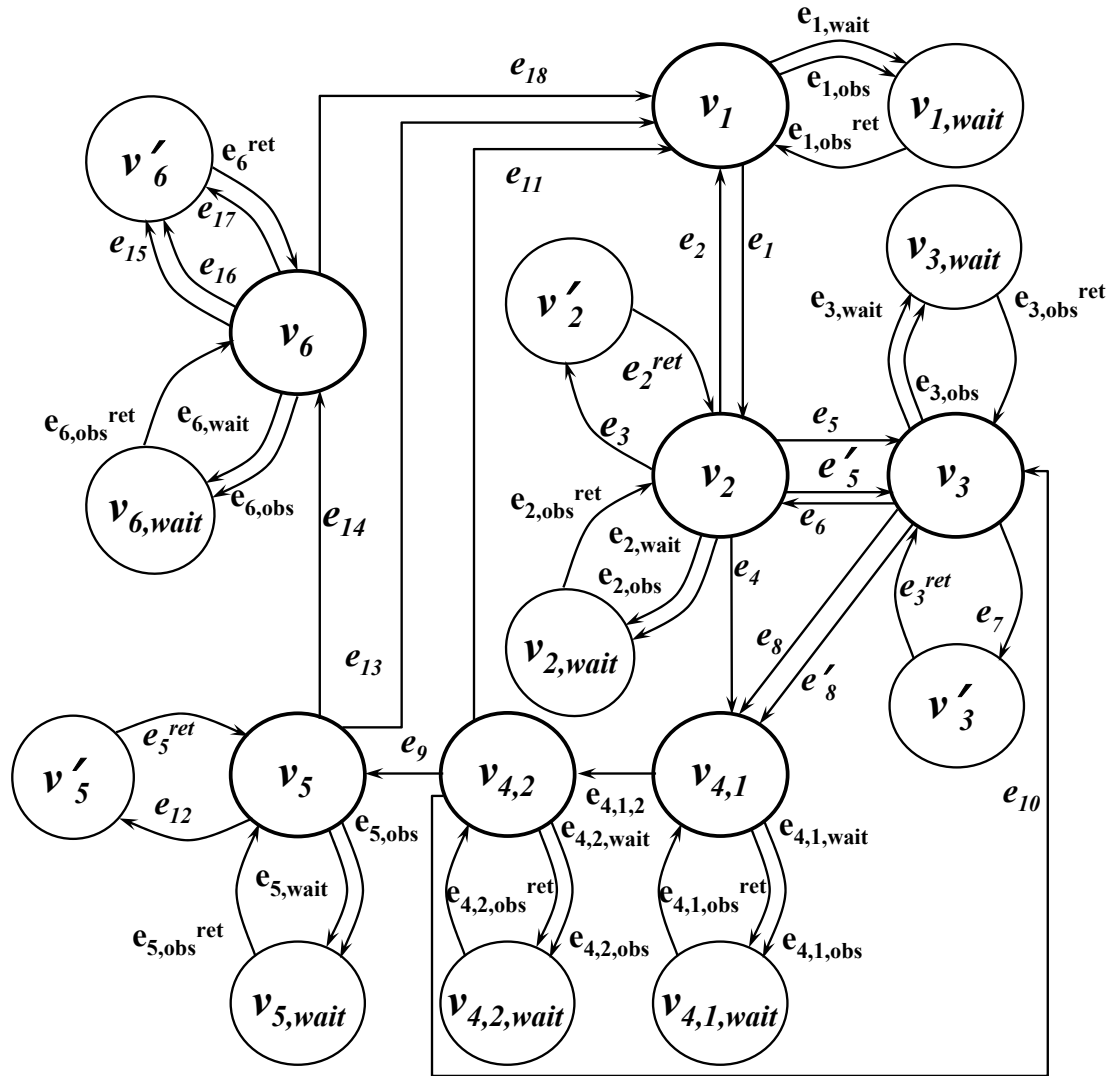 e1,wait
e18
v1
e1,obs
v1,wait
e1,obs ret
e6 ret
v′6
e11
e17
e15
e16
e2
e1
v3,wait
v′2
e3,wait
e3,obs ret
v6
e2 ret
e3,obs
e6,obs ret
e6,wait
e3
e5
e′5
v2
v3
e6,obs
v6,wait
e14
e2,obs ret
e6
e2,wait
e4
e2,obs
e3 ret
e7
v2,wait
e8
e13
e′8
v′3
e5 ret
e9
v′5
v5
v4,2
v4,1
e10
e12
e4,1,2
e5,obs
e4,2,wait
e4,1,wait
e5,wait
e4,2,obs ret
e4,1,obs ret
e5,obs ret
e4,2,obs
e4,1,obs
v5,wait
v4,2,wait
v4,1,wait